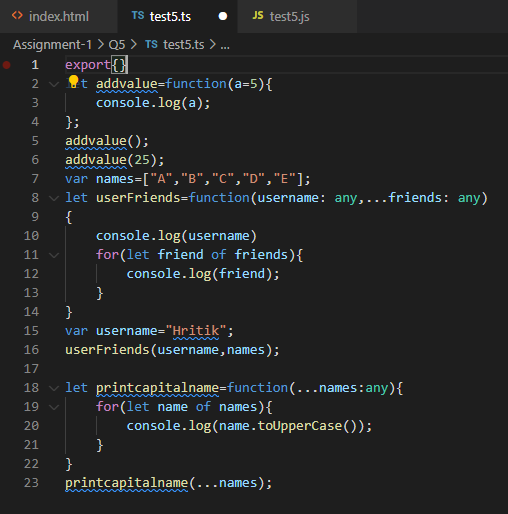 index.html TS test5.ts JS test5.js
Assignment-1 > Q5 > TS test5.ts > ...
1 export{}
2 let addvalue=function(a=5){
3     console.log(a);
4 };
5 addvalue();
6 addvalue(25);
7 var names=["A","B","C","D","E"];
8 let userFriends=function(username: any,...friends: any)
9 {
10     console.log(username)
11     for(let friend of friends){
12         console.log(friend);
13     }
14 }
15 var username="Hritik";
16 userFriends(username,names);
17
18 let printcapitalname=function(...names:any){
19     for(let name of names){
20         console.log(name.toUpperCase());
21     }
22 }
23 printcapitalname(...names);